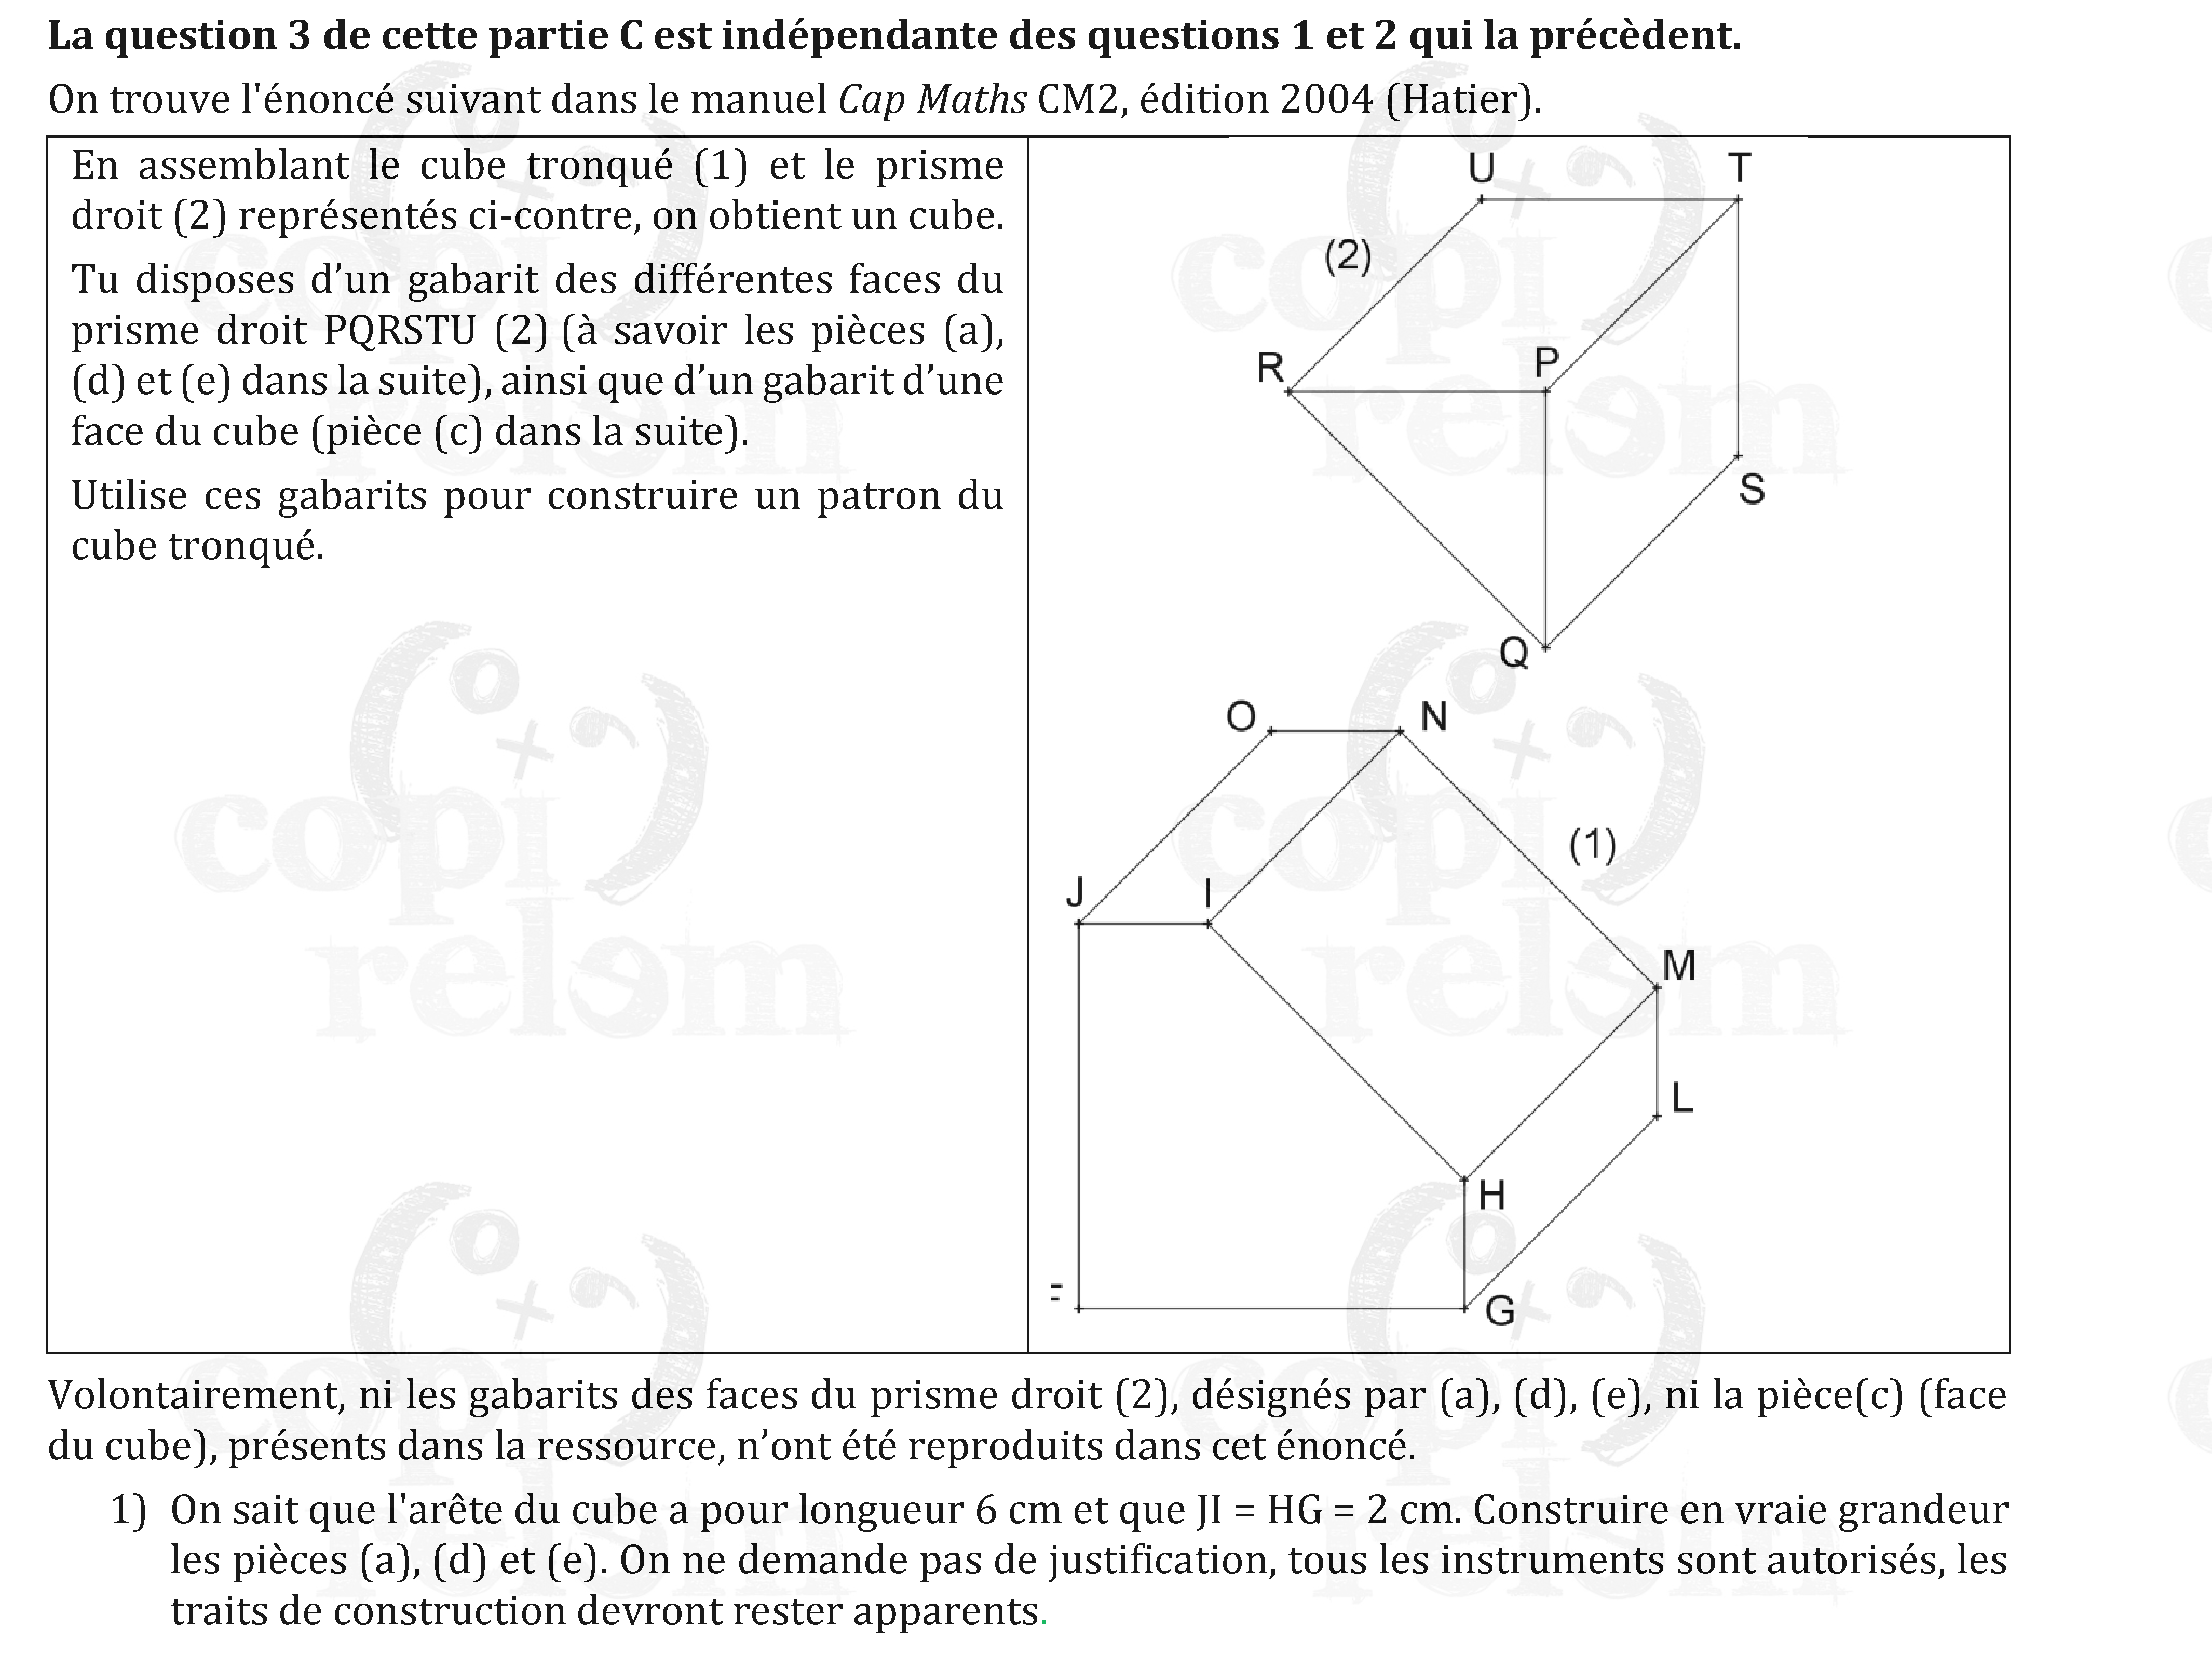 La question 3 de cette partie C est indépendante des questions 1 et 2 qui la précèdent.
On trouve l'énoncé suivant dans le manuel Cap Maths CM2, édition 2004 (Hatier).
En assemblant le cube tronqué (1) et le prisme
droit (2) représentés ci-contre, on obtient un cube.
Tu disposes d’un gabarit des différentes faces du
prisme droit PQRSTU (2) (à savoir les pièces (a),
(d) et (e) dans la suite), ainsi que d’un gabarit d’une
face du cube (pièce (c) dans la suite).
Utilise ces gabarits pour construire un patron du
cube tronqué.
U T
(2)
R P
S
Q
O N
(1)
J I
M
L
H
G
Volontairement, ni les gabarits des faces du prisme droit (2), désignés par (a), (d), (e), ni la pièce(c) (face
du cube), présents dans la ressource, n’ont été reproduits dans cet énoncé.
1) On sait que l'arête du cube a pour longueur 6 cm et que JI = HG = 2 cm. Construire en vraie grandeur
les pièces (a), (d) et (e). On ne demande pas de justification, tous les instruments sont autorisés, les
traits de construction devront rester apparents.
copi
relem